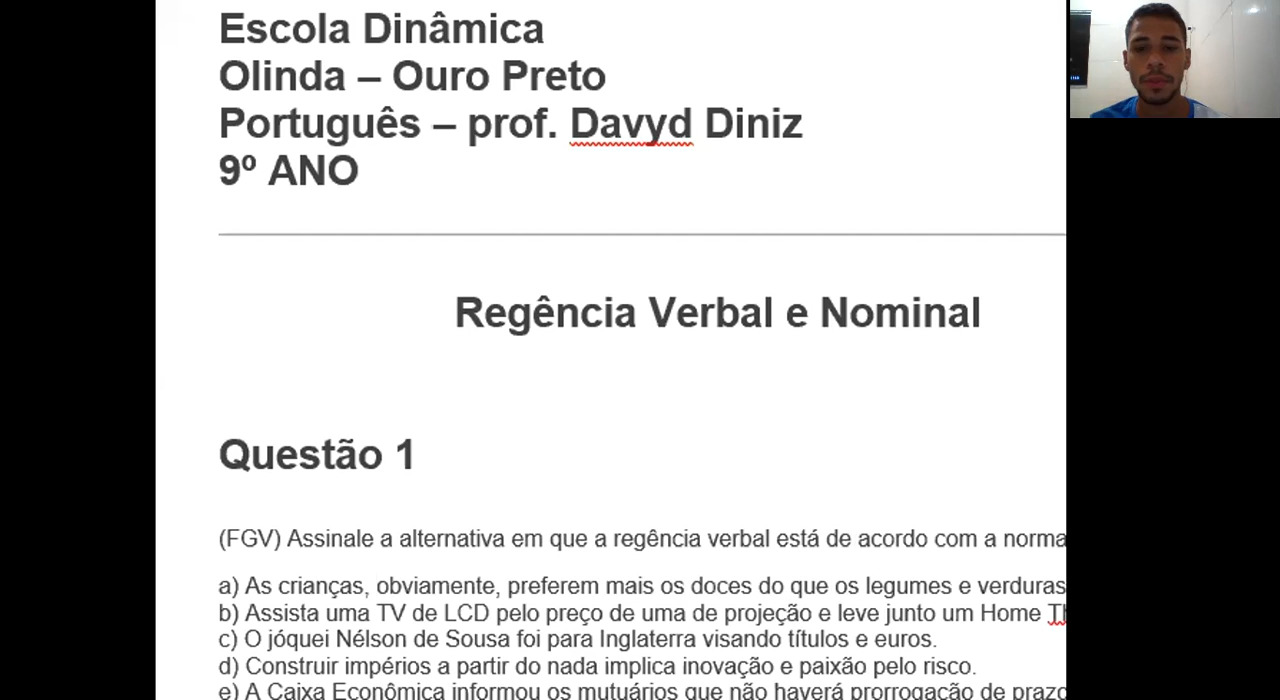 Escola Dinâmica
Olinda – Ouro Preto
Português – prof. Davyd Diniz
9º ANO
Regência Verbal e Nominal
Questão 1
(FGV) Assinale a alternativa em que a regência verbal está de acordo com a norma
a) As crianças, obviamente, preferem mais os doces do que os legumes e verduras
b) Assista uma TV de LCD pelo preço de uma de projeção e leve junto um Home
c) O jóquei Nélson de Sousa foi para Inglaterra visando títulos e euros.
d) Construir impérios a partir do nada implica inovação e paixão pelo risco.
e) A Caixa Econômica informou os mutuários que não haverá prorrogação de prazo